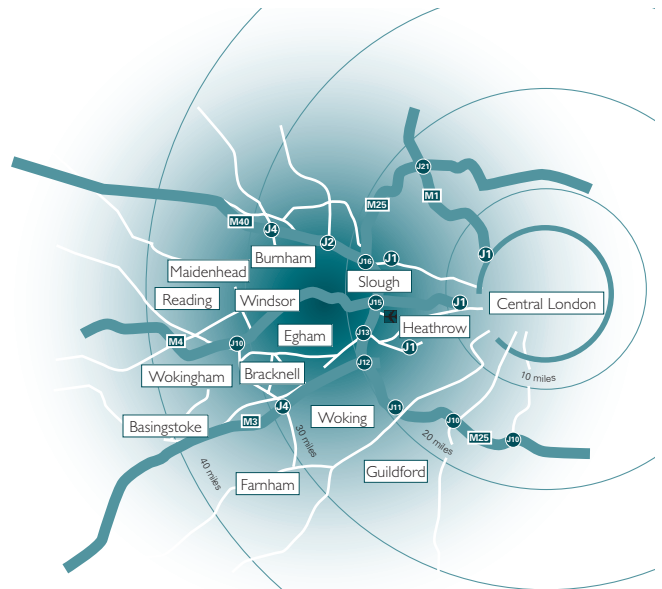 J21
M1
M25
M40
J4
J2
J1
Burnham
J16
J1
Maidenhead
Slough
Reading
Windsor
J15
J1
Central London
Egham
J13
Heathrow
M4
J10
J1
J12
Wokingham
Bracknell
10 miles
J4
J11
M3
Woking
J10
Basingstoke
30 miles
20 miles
M25
J10
40 miles
Guildford
Farnham